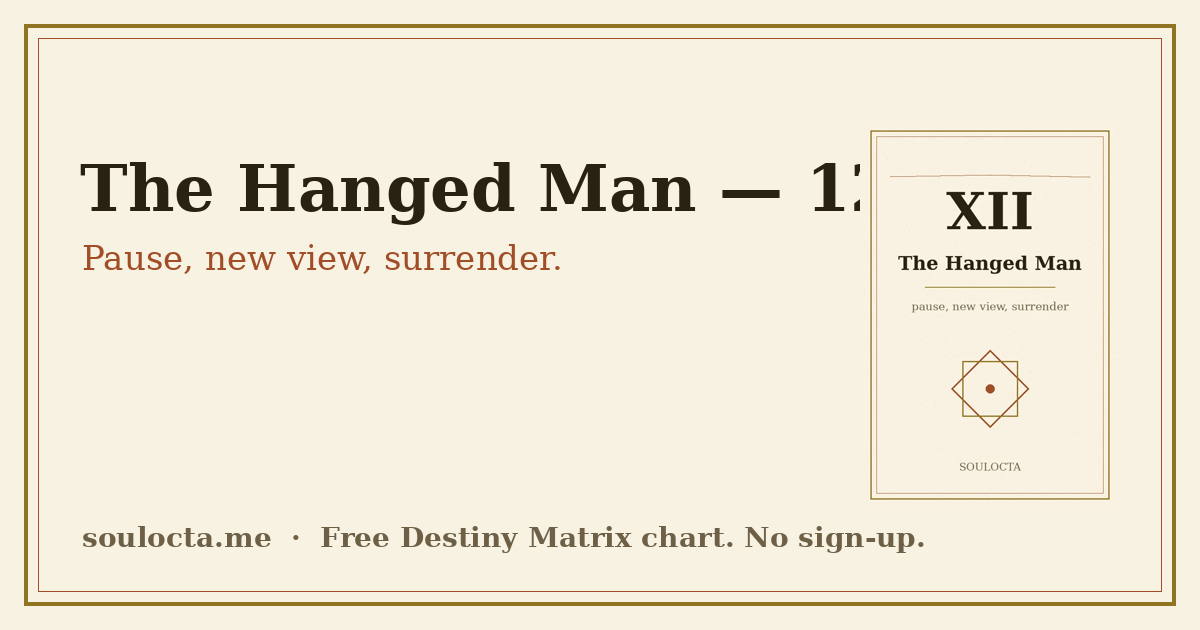 The Hanged Man — 12
Pause, new view, surrender.
XII
The Hanged Man
pause, new view, surrender
SOULOCTA
soulocta.me · Free Destiny Matrix chart. No sign-up.